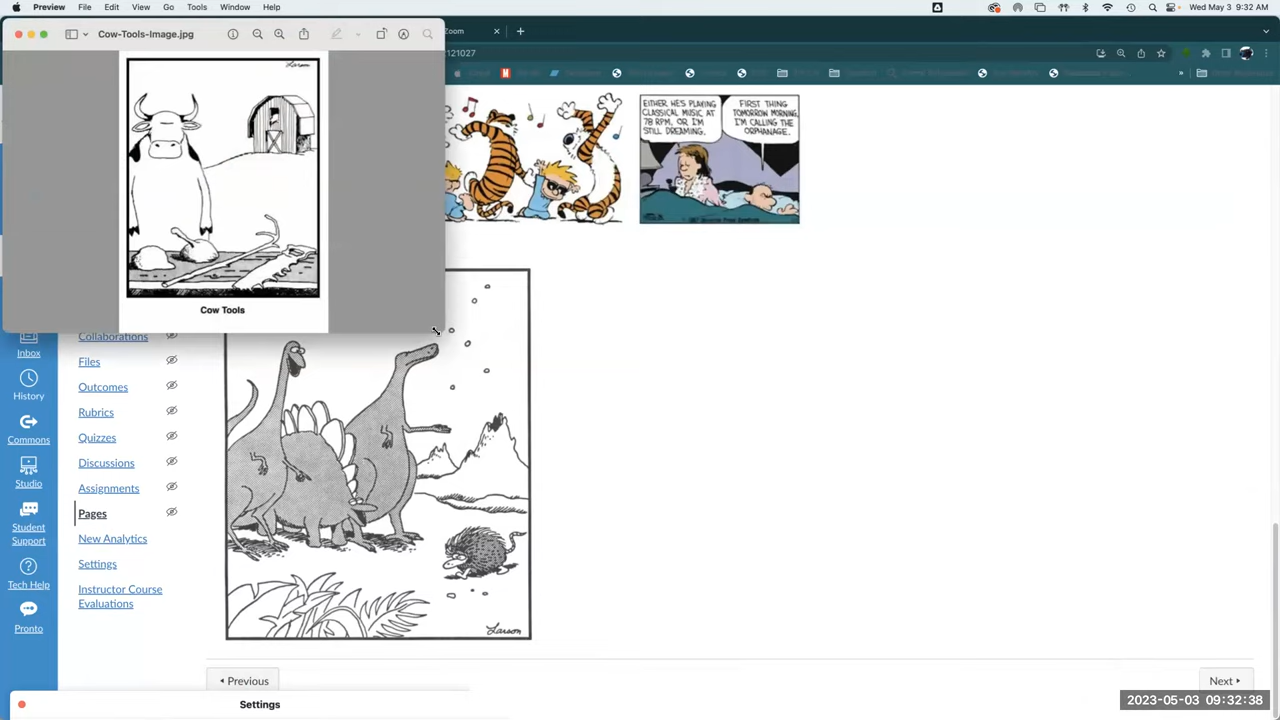 Preview File Edit View Go Tools Window Help
Wed May 3 9:32 AM
Cow-Tools-Image.jpg
Zoom
121027
Larson
Cow Tools
EITHER HE'S PLAYING
CLASSICAL MUSIC AT
78 RPM, OR I'M
STILL DREAMING.
FIRST THING
TOMORROW MORNING,
I'M CALLING THE
ORPHANAGE.
Inbox
History
Commons
Studio
Student
Support
Tech Help
Pronto
Collaborations
Files
Outcomes
Rubrics
Quizzes
Discussions
Assignments
Pages
New Analytics
Settings
Instructor Course
Evaluations
Larson
Previous
Next
Settings
2023-05-03 09:32:38